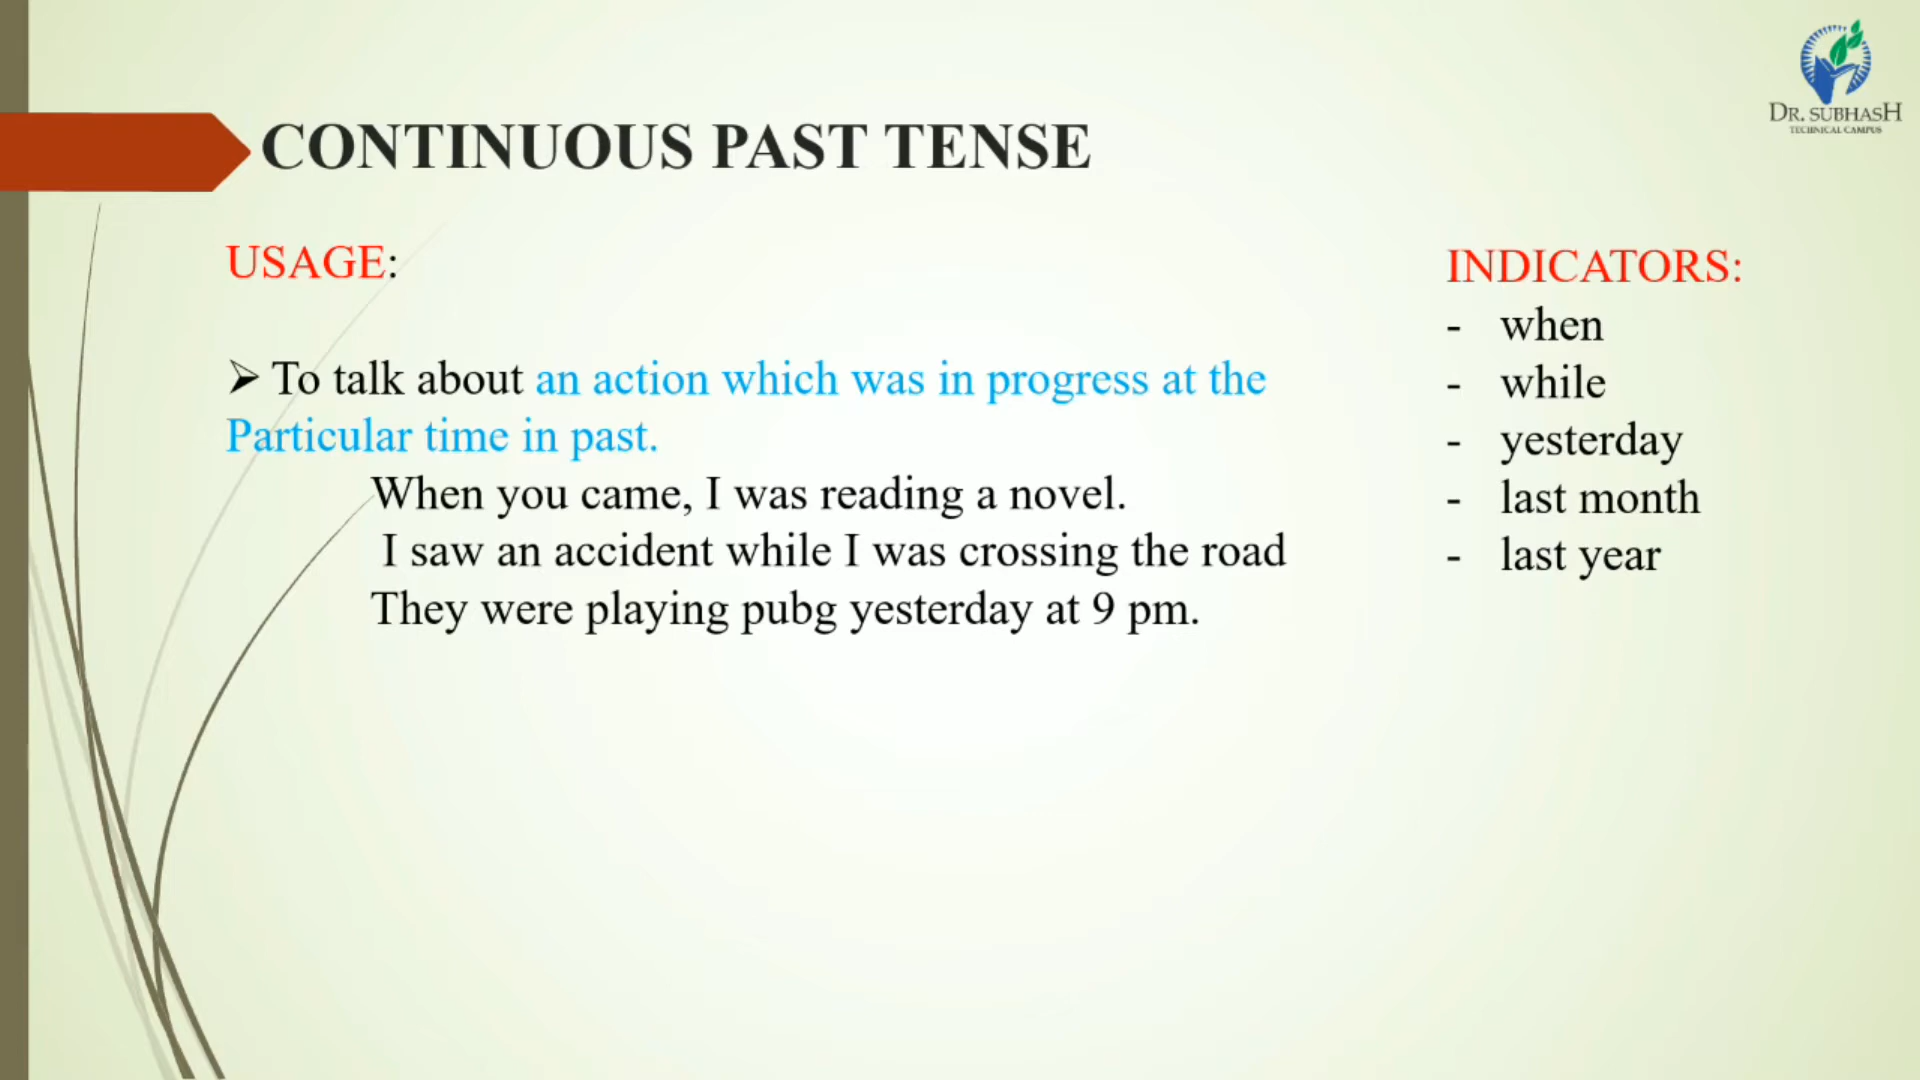 DR. SUBHASH
TECHNICAL CAMPUS
CONTINUOUS PAST TENSE
USAGE:
➢ To talk about an action which was in progress at the
Particular time in past.
When you came, I was reading a novel.
I saw an accident while I was crossing the road
They were playing pubg yesterday at 9 pm.
INDICATORS:
- when
- while
- yesterday
- last month
- last year